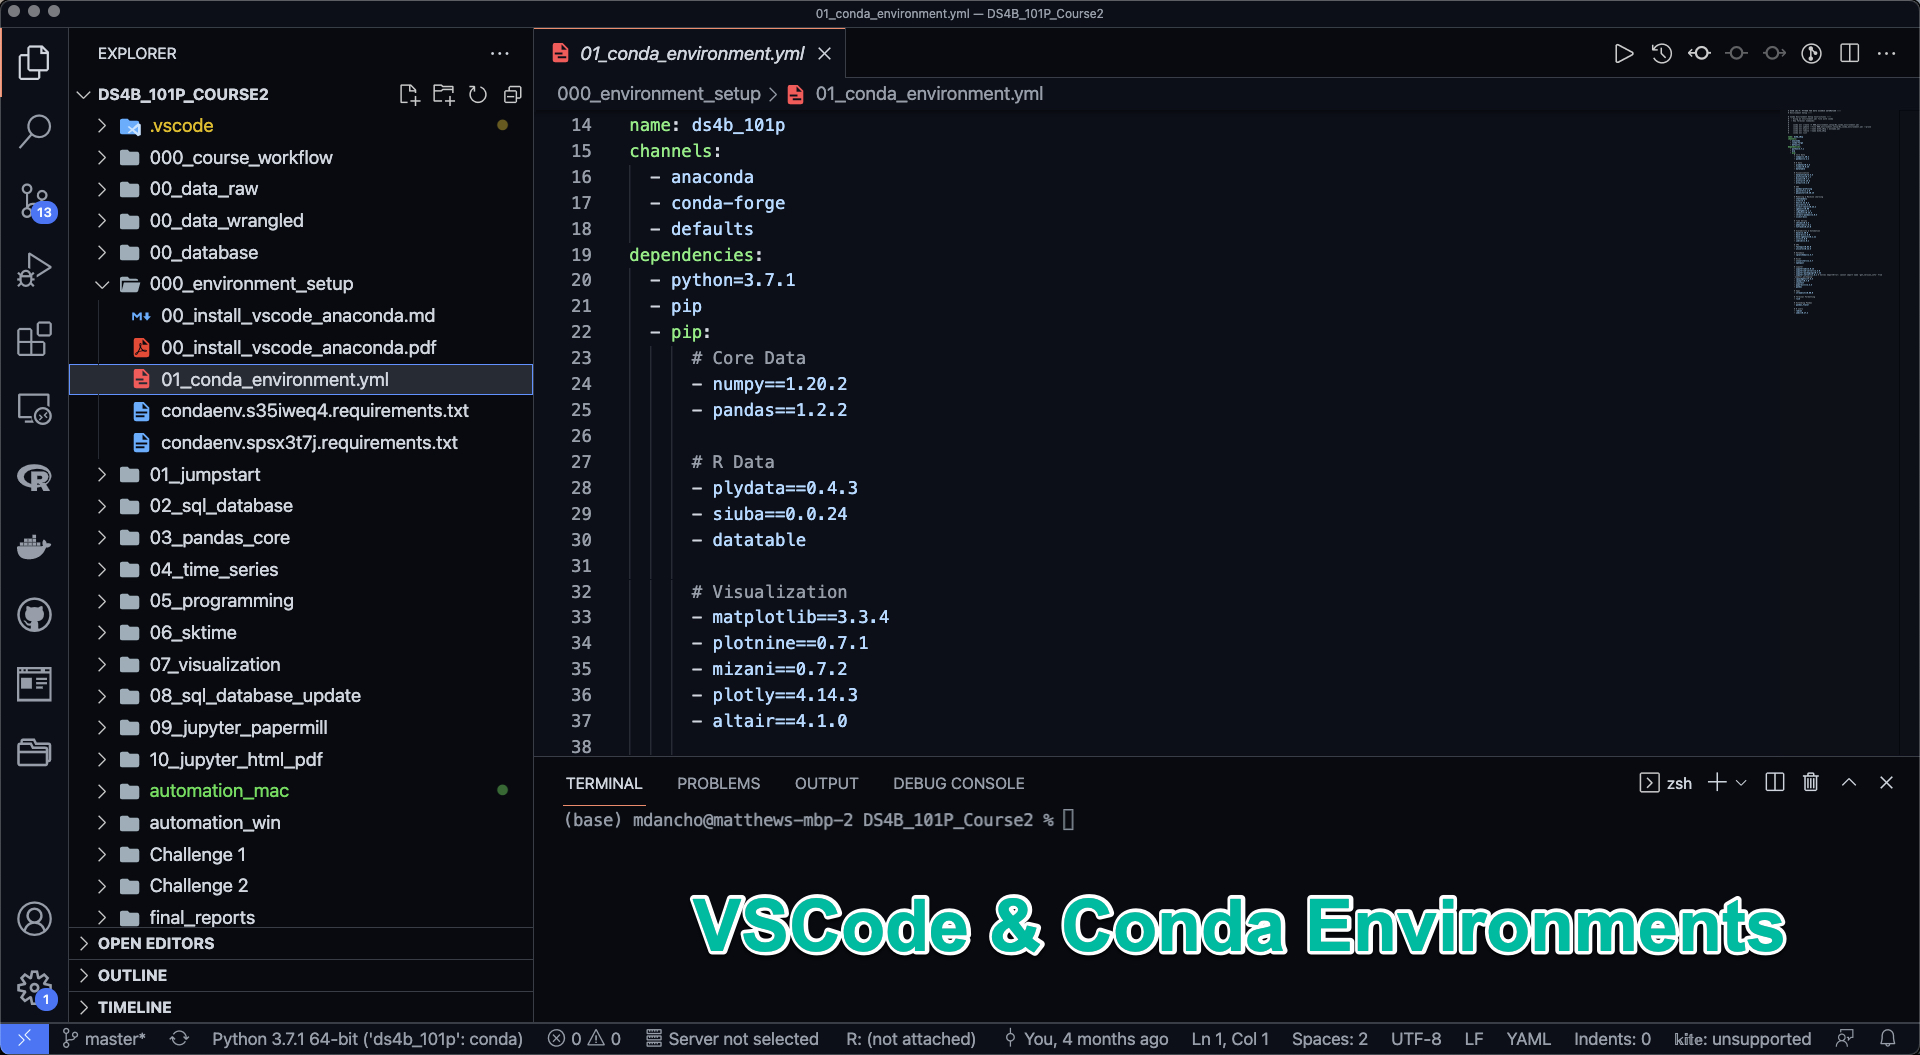 01_conda_environment.yml — DS4B_101P_Course2
EXPLORER
DS4B_101P_COURSE2
.vscode
000_course_workflow
00_data_raw
00_data_wrangled
00_database
000_environment_setup
00_install_vscode_anaconda.md
00_install_vscode_anaconda.pdf
01_conda_environment.yml
condaenv.s35iweq4.requirements.txt
condaenv.spsx3t7j.requirements.txt
01_jumpstart
02_sql_database
03_pandas_core
04_time_series
05_programming
06_sktime
07_visualization
08_sql_database_update
09_jupyter_papermill
10_jupyter_html_pdf
automation_mac
automation_win
Challenge 1
Challenge 2
final_reports
OPEN EDITORS
OUTLINE
TIMELINE
13
R
1
01_conda_environment.yml
000_environment_setup > 01_conda_environment.yml
14 name: ds4b_101p
15 channels:
16 - anaconda
17 - conda-forge
18 - defaults
19 dependencies:
20 - python=3.7.1
21 - pip
22 - pip:
23 # Core Data
24 - numpy==1.20.2
25 - pandas==1.2.2
26
27 # R Data
28 - plydata==0.4.3
29 - siuba==0.0.24
30 - datatable
31
32 # Visualization
33 - matplotlib==3.3.4
34 - plotnine==0.7.1
35 - mizani==0.7.2
36 - plotly==4.14.3
37 - altair==4.1.0
38
TERMINAL PROBLEMS OUTPUT DEBUG CONSOLE zsh
(base) mdancho@matthews-mbp-2 DS4B_101P_Course2 %
VSCode & Conda Environments
master* Python 3.7.1 64-bit ('ds4b_101p': conda) 0 0 Server not selected R: (not attached) You, 4 months ago Ln 1, Col 1 Spaces: 2 UTF-8 LF YAML Indents: 0 kite: unsupported